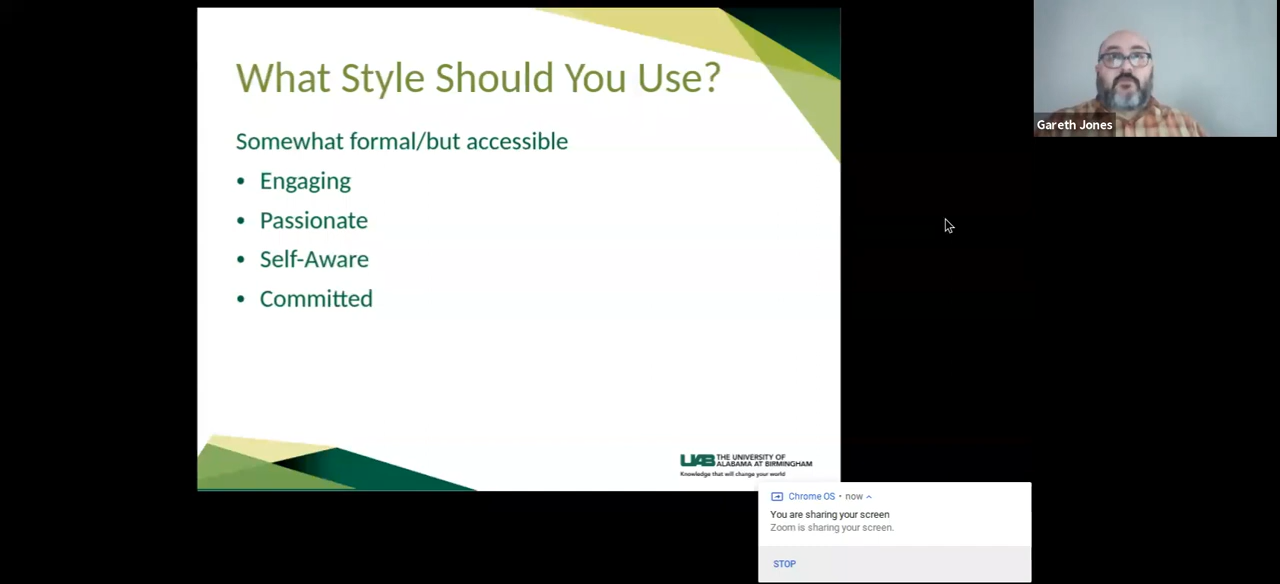 What Style Should You Use?
Somewhat formal/but accessible
• Engaging
• Passionate
• Self-Aware
• Committed
UAB THE UNIVERSITY OF
ALABAMA AT BIRMINGHAM
Knowledge that will change your world
Gareth Jones
Chrome OS • now
You are sharing your screen
Zoom is sharing your screen.
STOP